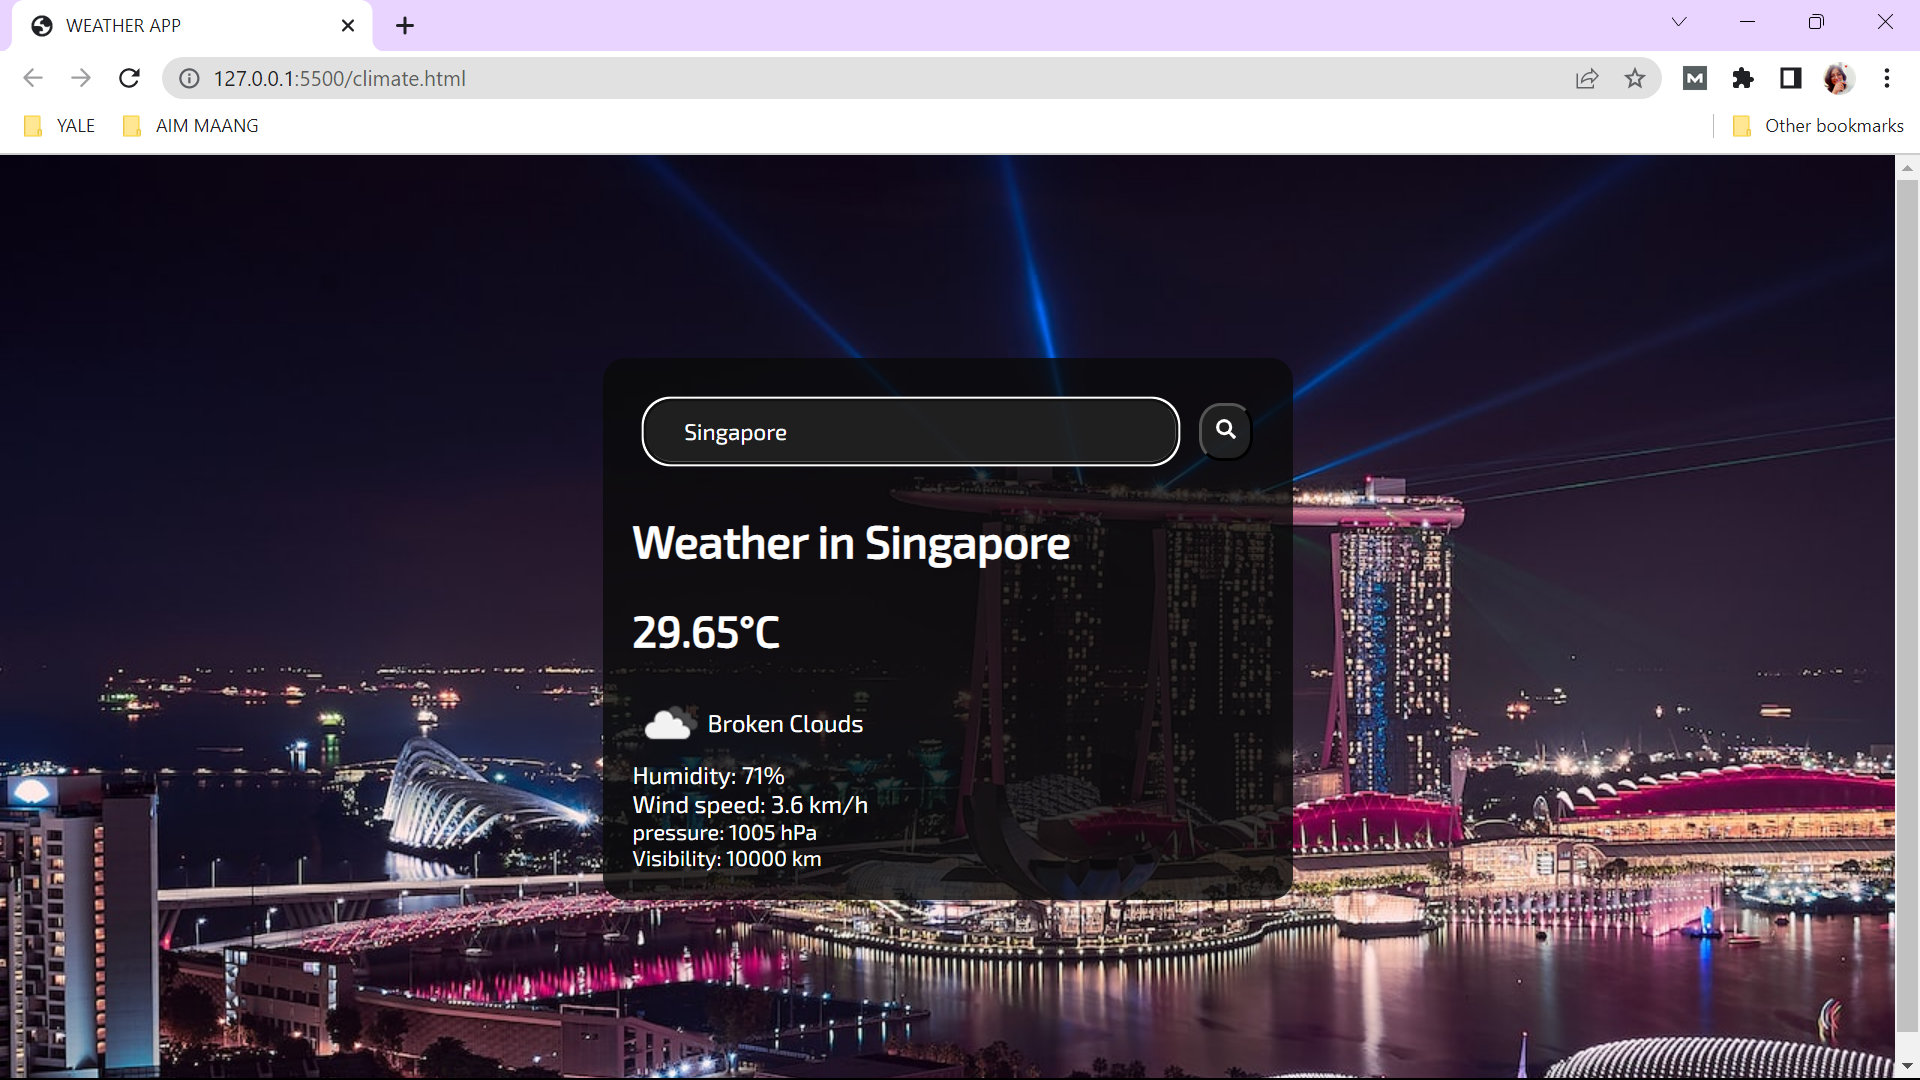 WEATHER APP
127.0.0.1:5500/climate.html
M
YALE
AIM MAANG
Other bookmarks
Singapore
Weather in Singapore
29.65°C
Broken Clouds
Humidity: 71%
Wind speed: 3.6 km/h
pressure: 1005 hPa
Visibility: 10000 km